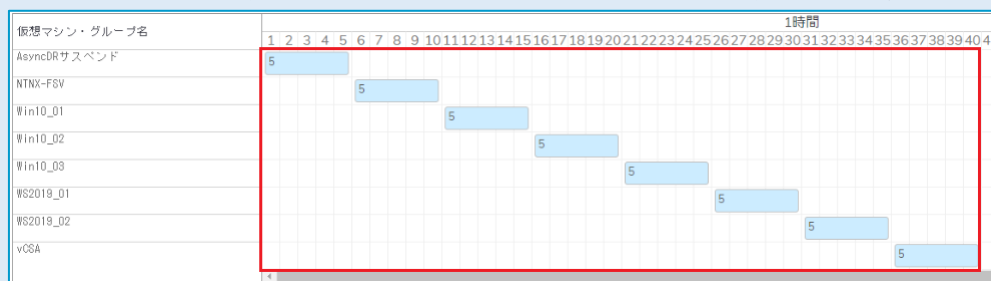 1時間
仮想マシン・グループ名
1 2 3 4 5 6 7 8 9 10 11 12 13 14 15 16 17 18 19 20 21 22 23 24 25 26 27 28 29 30 31 32 33 34 35 36 37 38 39 40 4
AsyncDRサスペンド 5
NTNX-FSV 5
Win10_01 5
Win10_02 5
Win10_03 5
WS2019_01 5
WS2019_02 5
vCSA 5